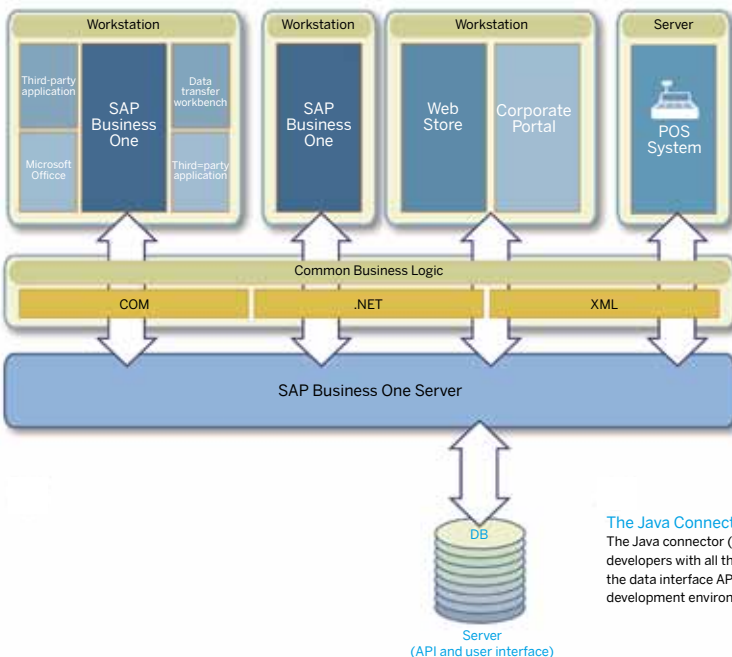 Workstation
Third-party
application
Microsoft
Officce
SAP
Business
One
Data
transfer
workbench
Third=party
application
Workstation
SAP
Business
One
Workstation
Web
Store
Corporate
Portal
Server
POS
System
Common Business Logic
COM
.NET
XML
SAP Business One Server
DB
Server
(API and user interface)
The Java Connect
The Java connector (
developers with all th
the data interface AP
development environ